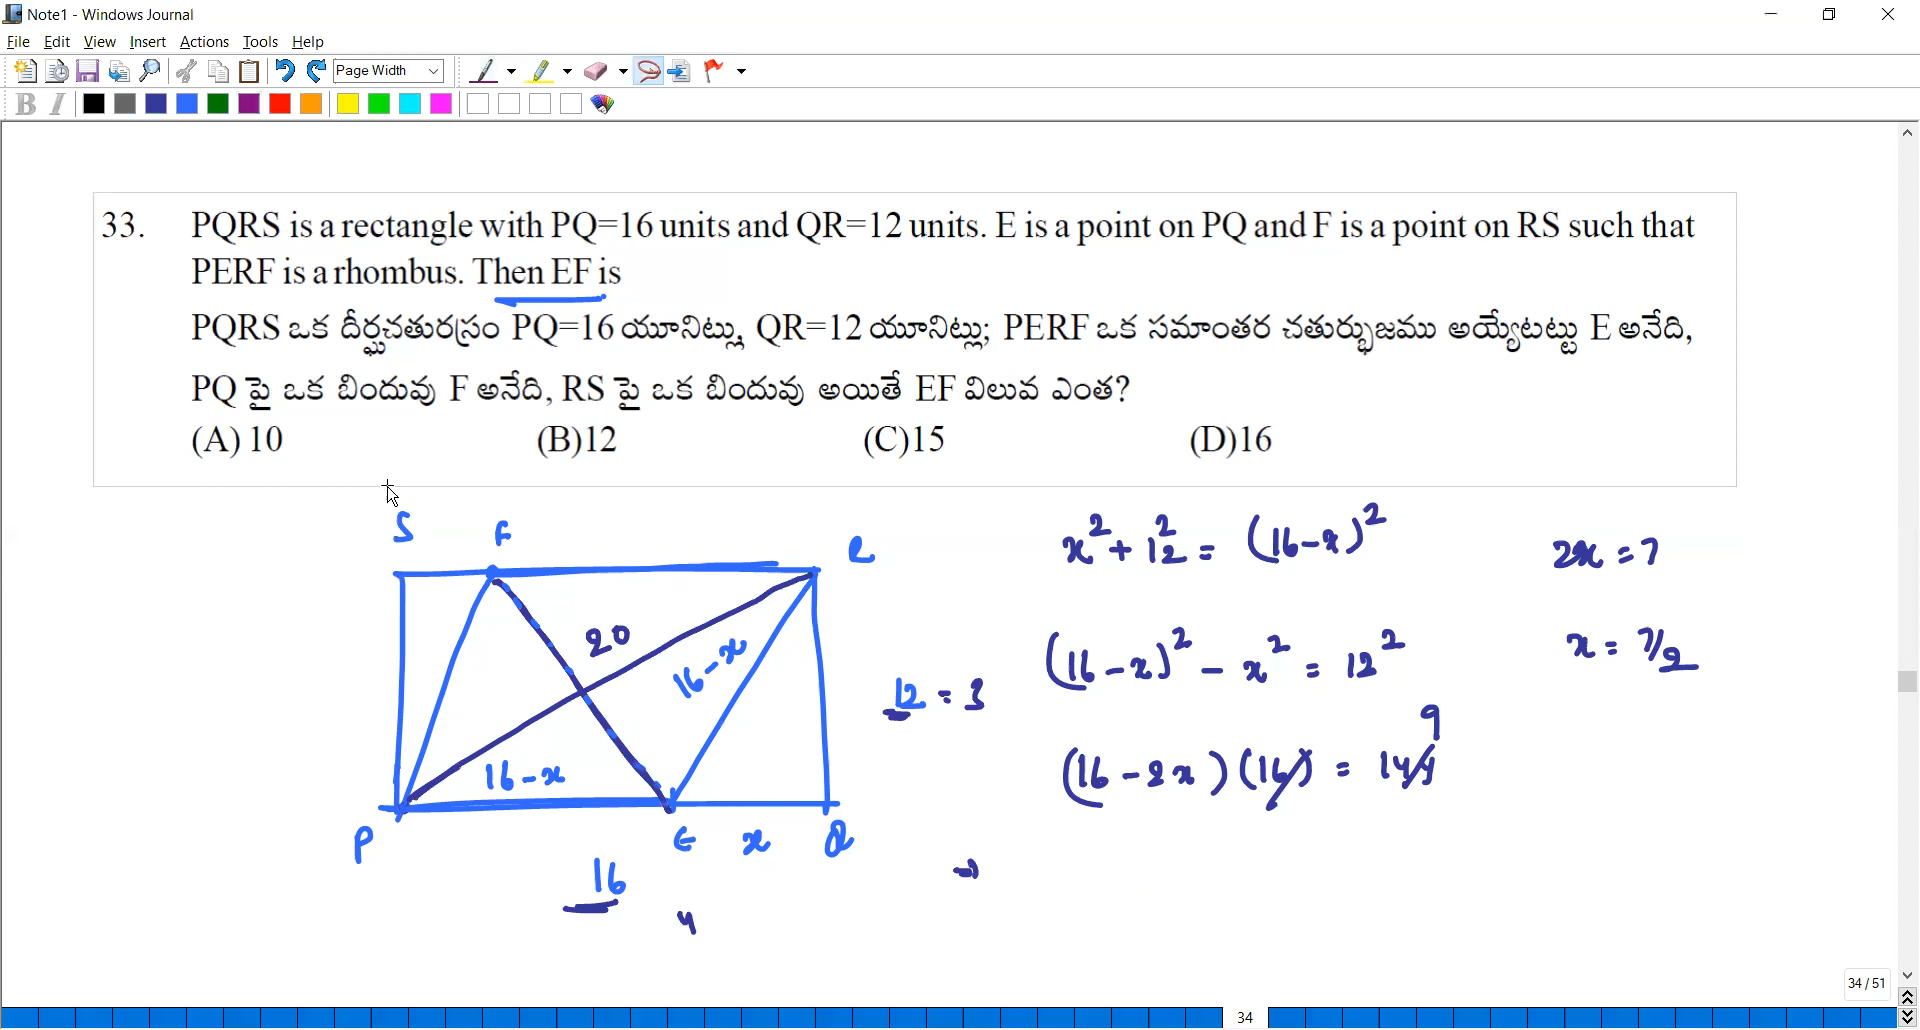 Note1 - Windows Journal
File Edit View Insert Actions Tools Help
Page Width
B I
33. PQRS is a rectangle with PQ=16 units and QR=12 units. E is a point on PQ and F is a point on RS such that
PERF is a rhombus. Then EF is
PQRS ఒక దీర్ఘచతురస్రం PQ=16 యూనిట్లు, QR=12 యూనిట్లు; PERF ఒక సమాంతర చతుర్భుజము అయ్యేటట్టు E అనేది,
PQ పై ఒక బిందువు F అనేది, RS పై ఒక బిందువు అయితే EF విలువ ఎంత?
(A) 10 (B)12 (C)15 (D)16
S F R
20
16-x
16-x
12 = 3
P E x Q
16
4
x² + 12² = (16-x)²
(16-x)² - x² = 12²
9
(16-2x)(16) = 144
⇒
2x = 7
x = 7/2
34 / 51
34